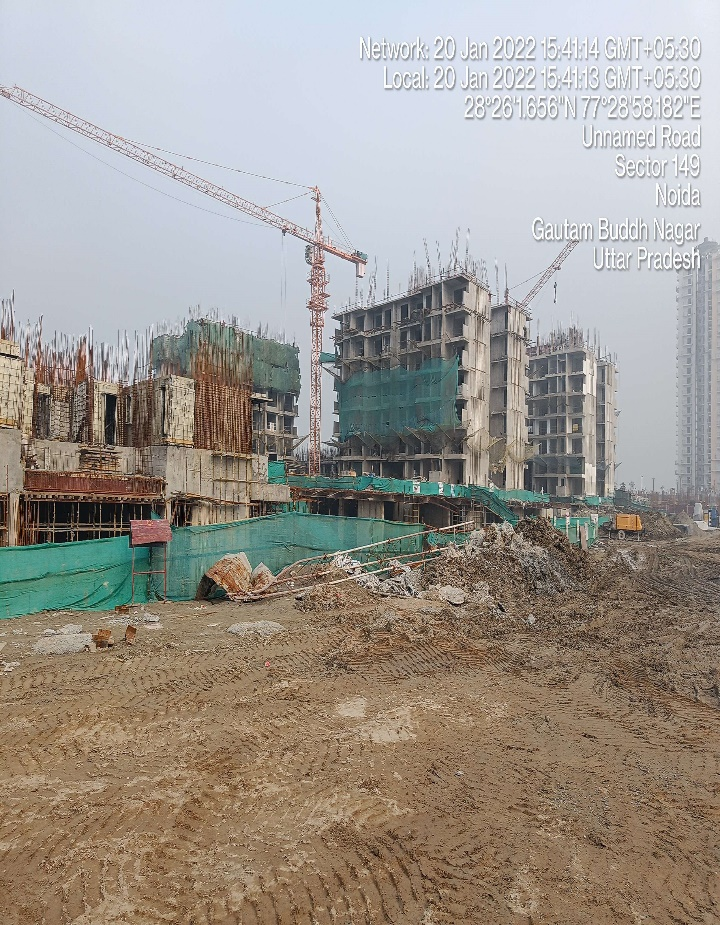 Network: 20 Jan 2022 15:41:14 GMT+05:30
Local: 20 Jan 2022 15:41:13 GMT+05:30
28°26'1.656"N 77°28'58.182"E
Unnamed Road
Sector 149
Noida
Gautam Buddh Nagar
Uttar Pradesh